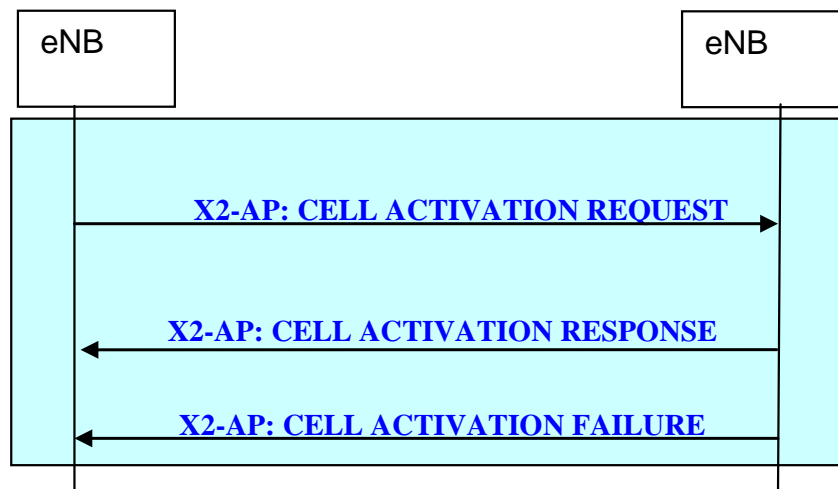 eNB
eNB
X2-AP: CELL ACTIVATION REQUEST
X2-AP: CELL ACTIVATION RESPONSE
X2-AP: CELL ACTIVATION FAILURE